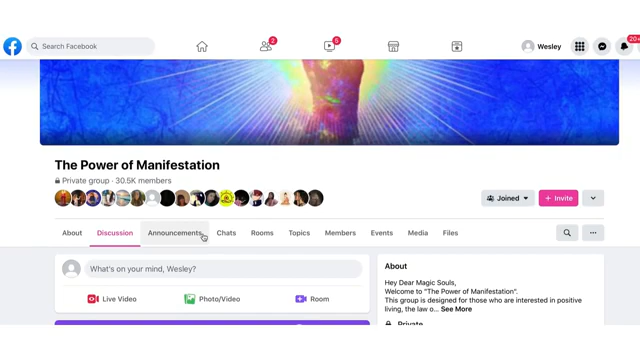 Search Facebook
2
5
Wesley
20+
The Power of Manifestation
Private group · 30.5K members
Joined
+ Invite
About Discussion Announcements Chats Rooms Topics Members Events Media Files
What's on your mind, Wesley?
Live Video
Photo/Video
Room
About
Hey Dear Magic Souls,
Welcome to "The Power of Manifestation".
This group is designed for those who are interested in positive
living, the law o... See More
Private